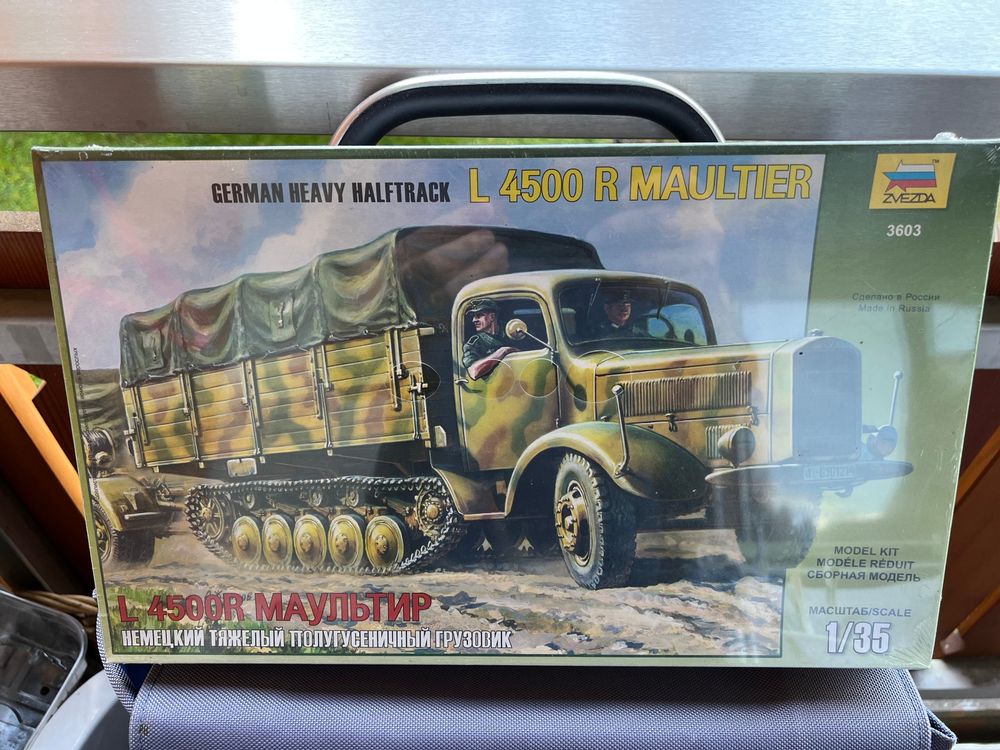 GERMAN HEAVY HALFTRACK L 4500 R MAULTIER
ZVEZDA
TM
3603
Сделано в России
Made in Russia
MODEL KIT
MODÈLE RÉDUIT
СБОРНАЯ МОДЕЛЬ
МАСШТАБ/SCALE
1/35
L 4500R МАУЛЬТИР
НЕМЕЦКИЙ ТЯЖЕЛЫЙ ПОЛУГУСЕНИЧНЫЙ ГРУЗОВИК